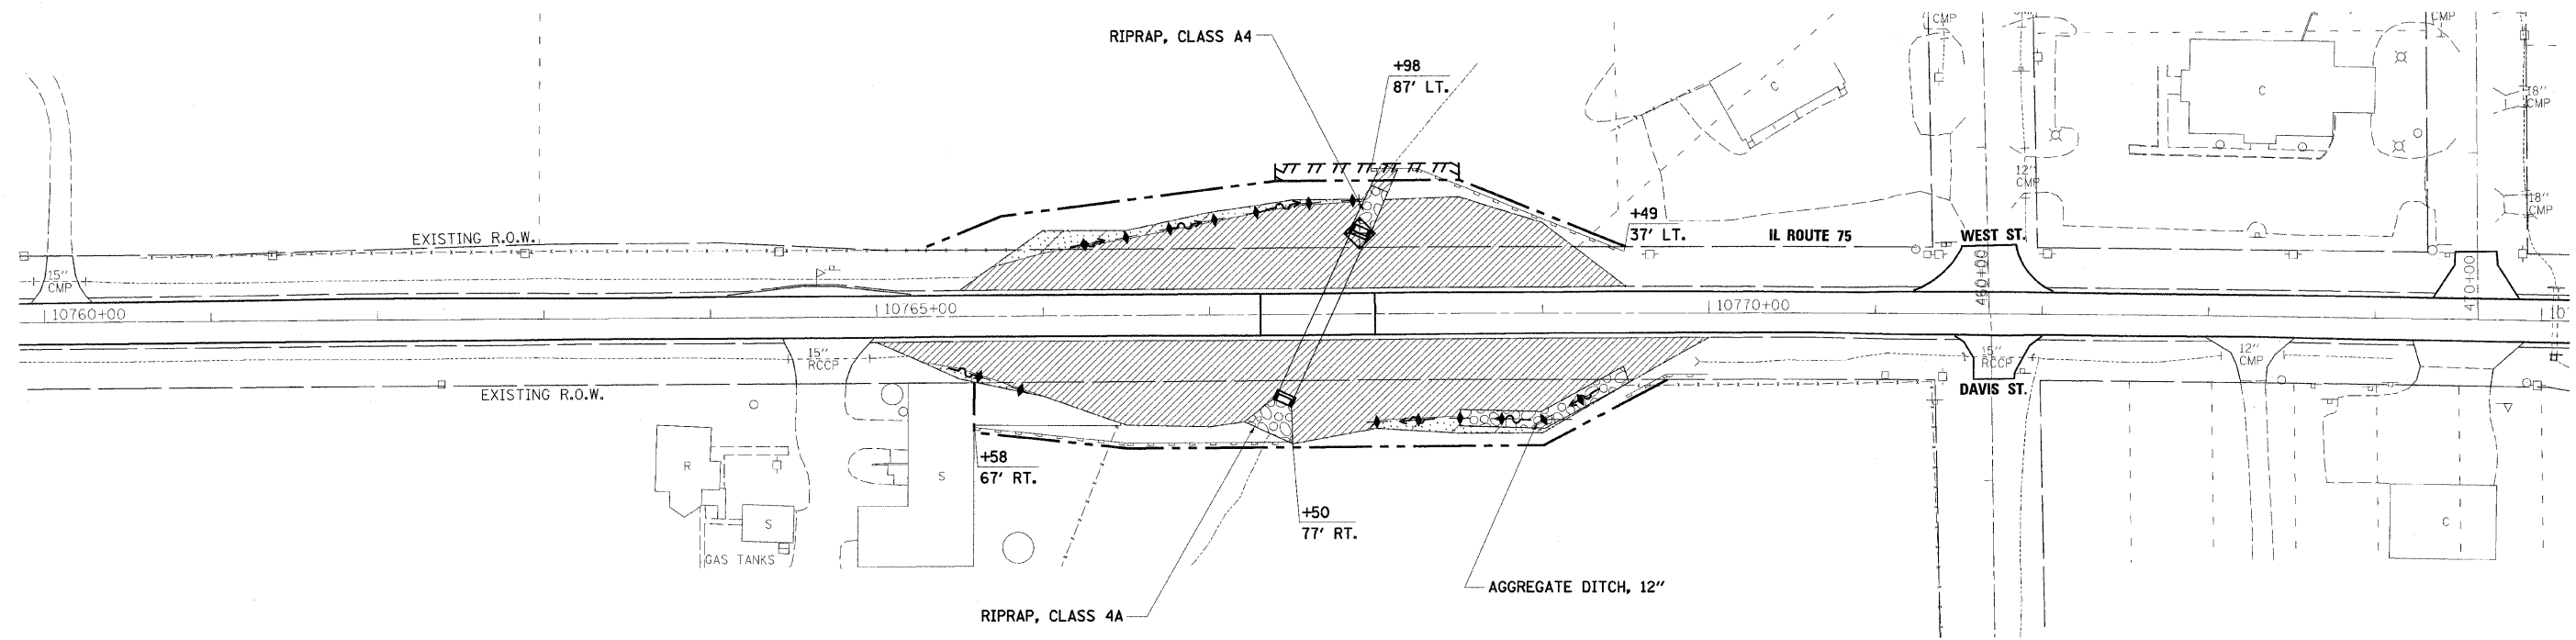 RIPRAP, CLASS A4
+98
87' LT.
CMP
CMP
CMP
C
C
18"
CMP
12"
CMP
18"
CMP
+49
37' LT.
IL ROUTE 75
WEST ST.
EXISTING R.O.W.
15"
CMP
460+00
470+00
10760+00
10765+00
10770+00
10
15"
RCCP
15"
RCCP
12"
CMP
DAVIS ST.
EXISTING R.O.W.
+58
67' RT.
R
S
S
C
GAS TANKS
+50
77' RT.
AGGREGATE DITCH, 12"
RIPRAP, CLASS 4A